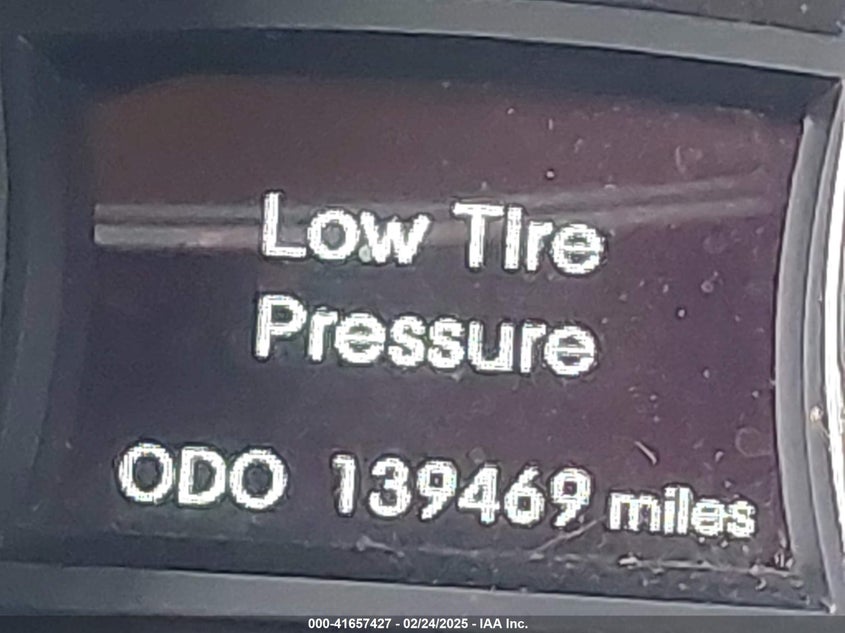 Low Tire
Pressure
ODO 139469 miles
000-41657427 - 02/24/2025 - IAA Inc.